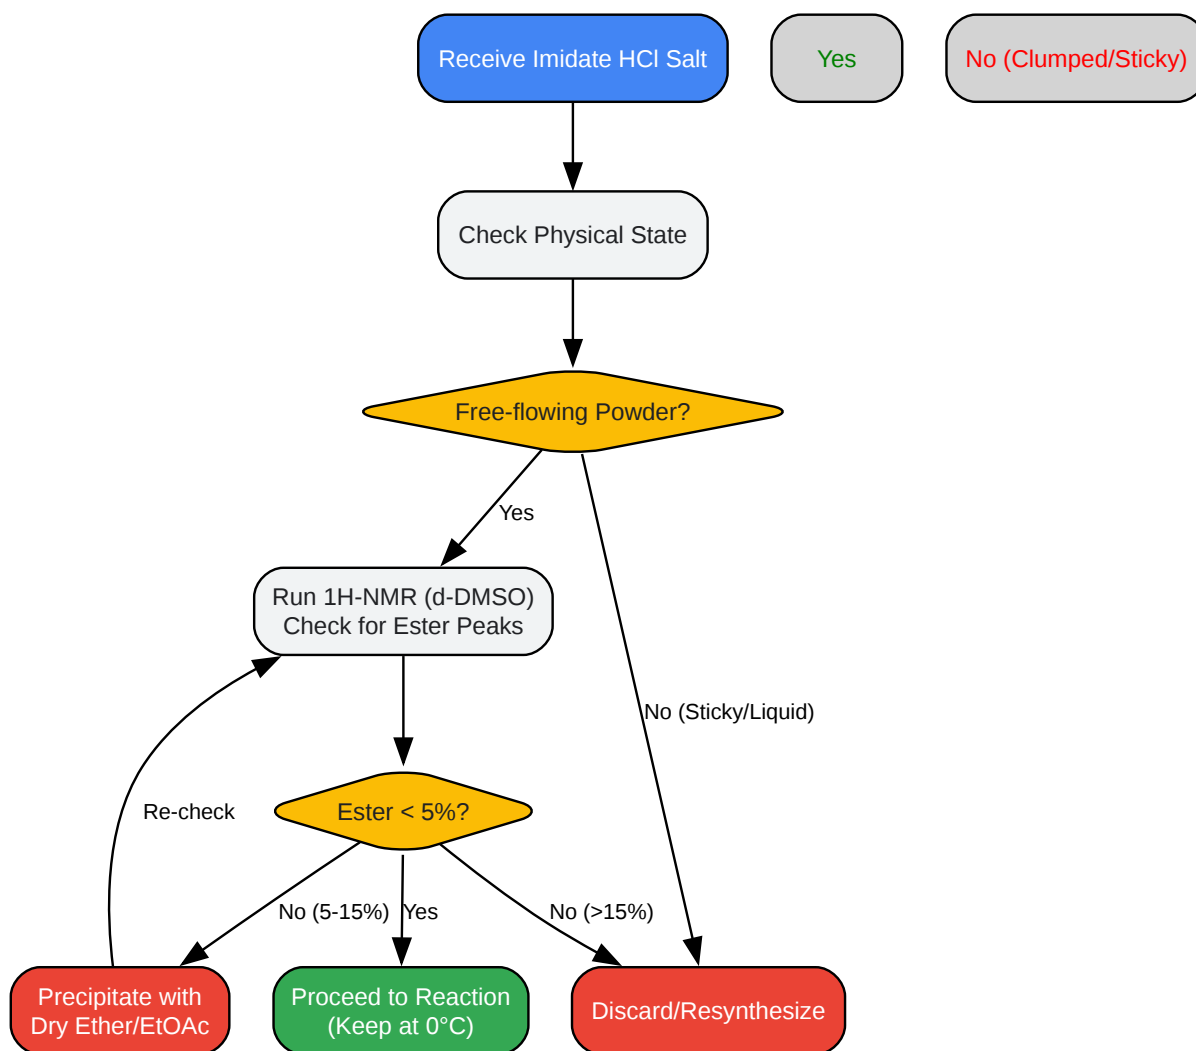 Receive Imidate HCl Salt
Yes
No (Clumped/Sticky)
Check Physical State
Free-flowing Powder?
Yes
Run 1H-NMR (d-DMSO)
Check for Ester Peaks
No (Sticky/Liquid)
Re-check
Ester < 5%?
No (5-15%)
Yes
No (>15%)
Precipitate with
Dry Ether/EtOAc
Proceed to Reaction
(Keep at 0°C)
Discard/Resynthesize